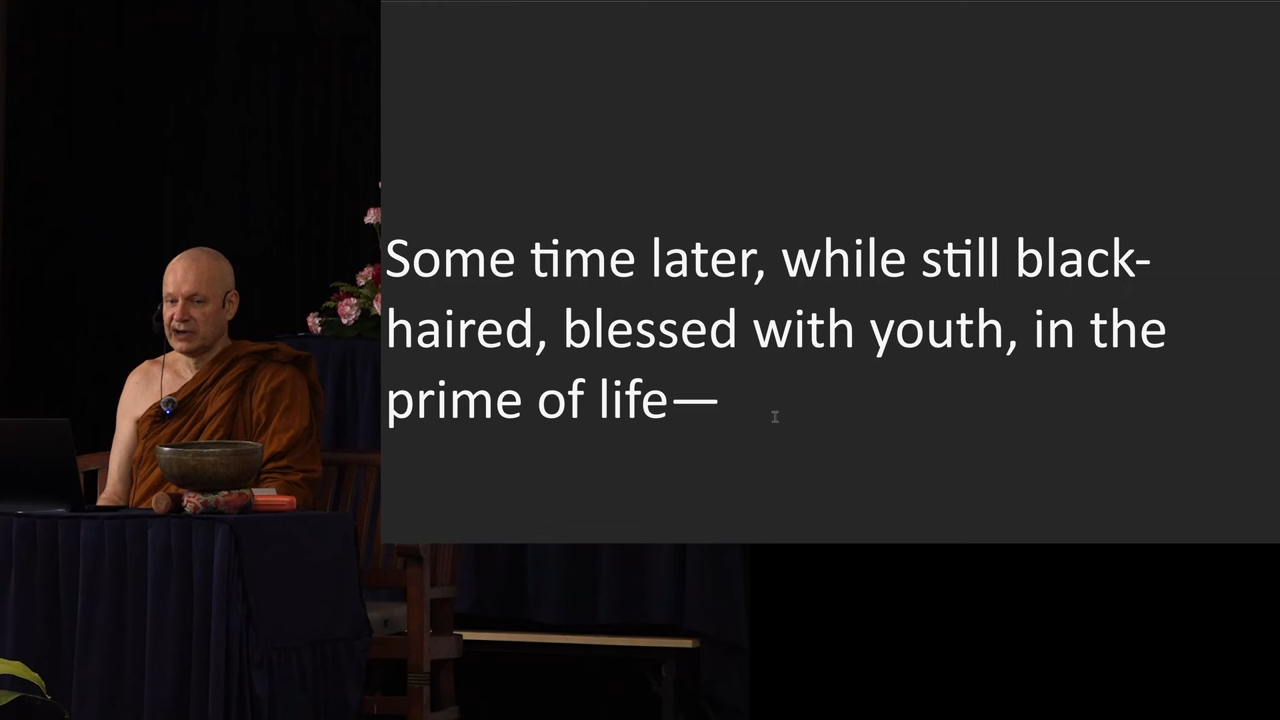 Some time later, while still black-
haired, blessed with youth, in the
prime of life—